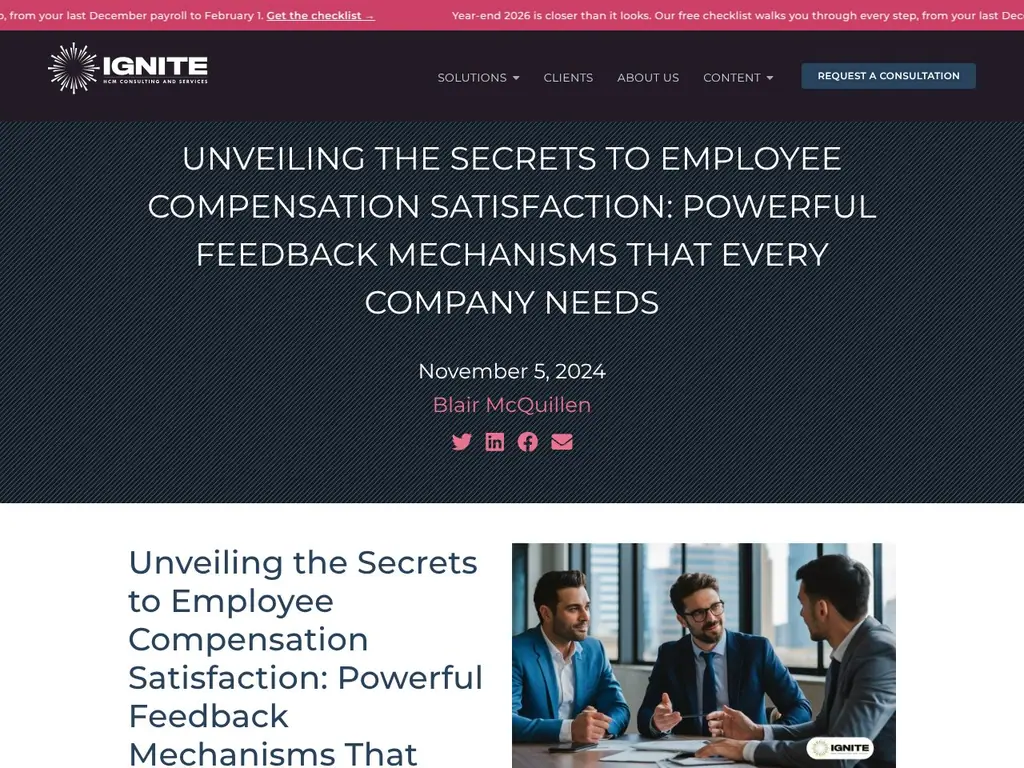 o, from your last December payroll to February 1. Get the checklist →
Year-end 2026 is closer than it looks. Our free checklist walks you through every step, from your last Dece
IGNITE
HCM CONSULTING AND SERVICES
SOLUTIONS
CLIENTS
ABOUT US
CONTENT
REQUEST A CONSULTATION
UNVEILING THE SECRETS TO EMPLOYEE
COMPENSATION SATISFACTION: POWERFUL
FEEDBACK MECHANISMS THAT EVERY
COMPANY NEEDS
November 5, 2024
Blair McQuillen
Unveiling the Secrets
to Employee
Compensation
Satisfaction: Powerful
Feedback
Mechanisms That
IGNITE